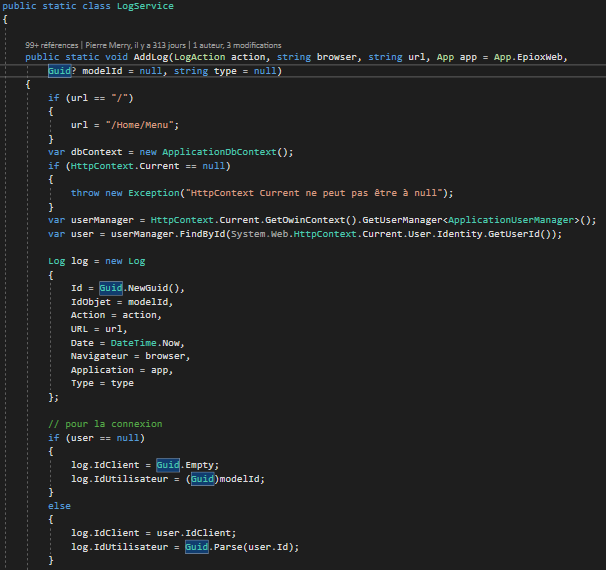 public static class LogService
{
99+ références | Pierre Merry, il y a 313 jours | 1 auteur, 3 modifications
public static void AddLog(LogAction action, string browser, string url, App app = App.EpioxWeb,
Guid? modelId = null, string type = null)
{
if (url == "/")
{
url = "/Home/Menu";
}
var dbContext = new ApplicationDbContext();
if (HttpContext.Current == null)
{
throw new Exception("HttpContext Current ne peut pas être à null");
}
var userManager = HttpContext.Current.GetOwinContext().GetUserManager<ApplicationUserManager>();
var user = userManager.FindById(System.Web.HttpContext.Current.User.Identity.GetUserId());
Log log = new Log
{
Id = Guid.NewGuid(),
IdObjet = modelId,
Action = action,
URL = url,
Date = DateTime.Now,
Navigateur = browser,
Application = app,
Type = type
};
// pour la connexion
if (user == null)
{
log.IdClient = Guid.Empty;
log.IdUtilisateur = (Guid)modelId;
}
else
{
log.IdClient = user.IdClient;
log.IdUtilisateur = Guid.Parse(user.Id);
}